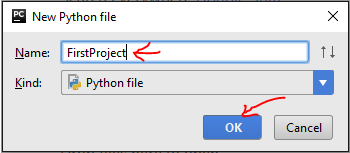 PC New Python file
Name: FirstProject
Kind: Python file
OK Cancel